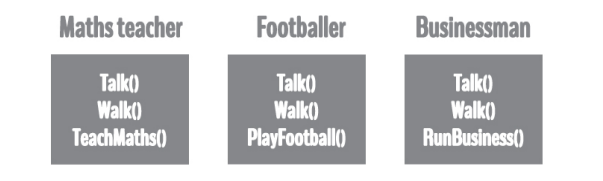 Maths teacher
Talk()
Walk()
TeachMaths()
Footballer
Talk()
Walk()
PlayFootball()
Businessman
Talk()
Walk()
RunBusiness()